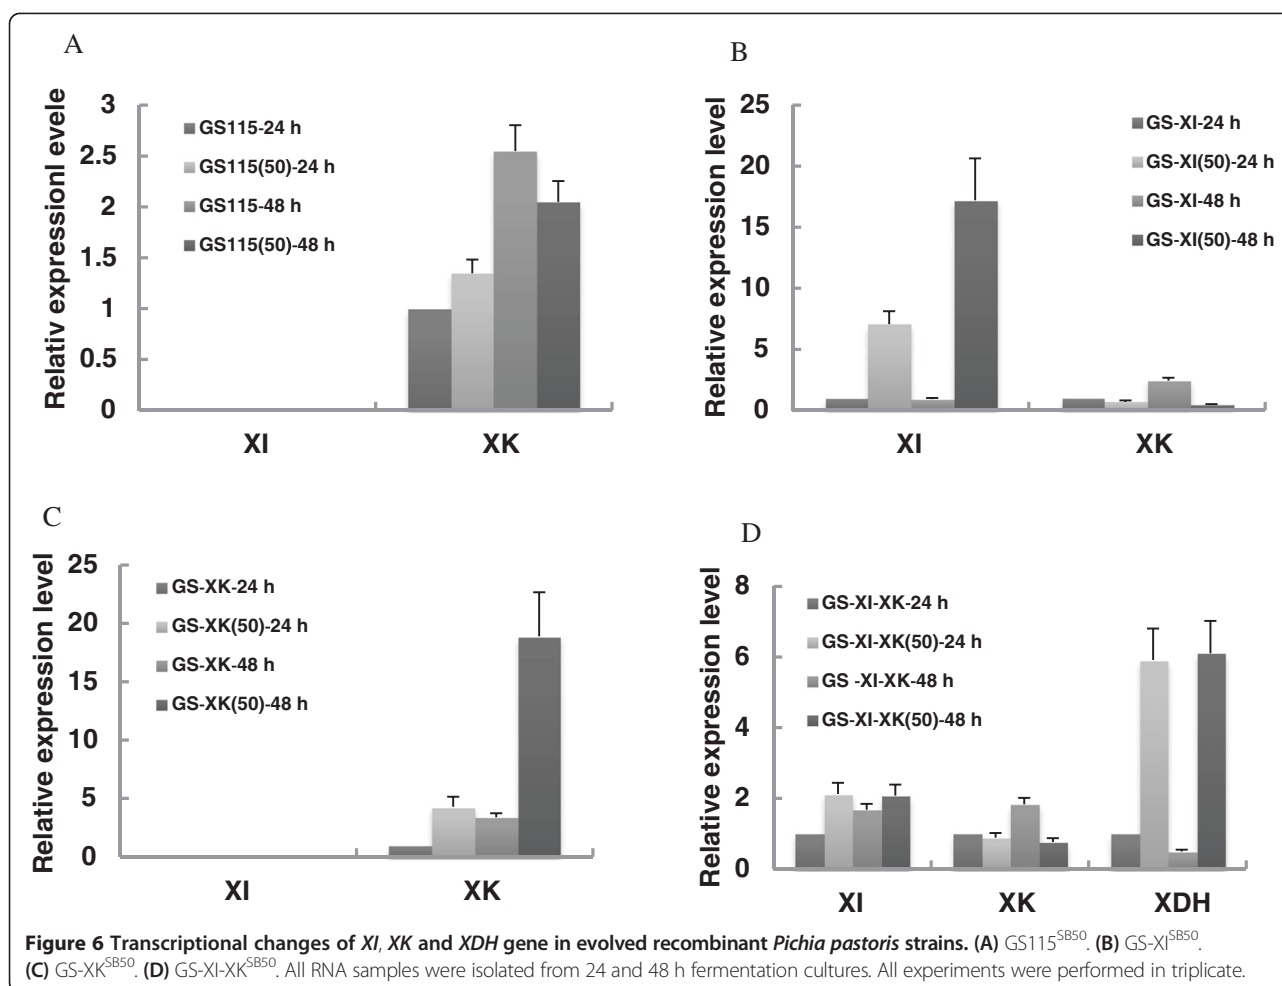 A
Relativ expressionl evele
3
2.5
2
1.5
1
0.5
0
GS115-24 h
GS115(50)-24 h
GS115-48 h
GS115(50)-48 h
XI XK
B
Relative expression level
25
20
15
10
5
0
GS-XI-24 h
GS-XI(50)-24 h
GS-XI-48 h
GS-XI(50)-48 h
XI XK
C
Relative expression level
25
20
15
10
5
0
GS-XK-24 h
GS-XK(50)-24 h
GS-XK-48 h
GS-XK(50)-48 h
XI XK
D
Relative expression level
8
6
4
2
0
GS-XI-XK-24 h
GS-XI-XK(50)-24 h
GS -XI-XK-48 h
GS-XI-XK(50)-48 h
XI XK XDH
Figure 6 Transcriptional changes of XI, XK and XDH gene in evolved recombinant Pichia pastoris strains. (A) GS115SB50. (B) GS-XISB50.
(C) GS-XKSB50. (D) GS-XI-XKSB50. All RNA samples were isolated from 24 and 48 h fermentation cultures. All experiments were performed in triplicate.